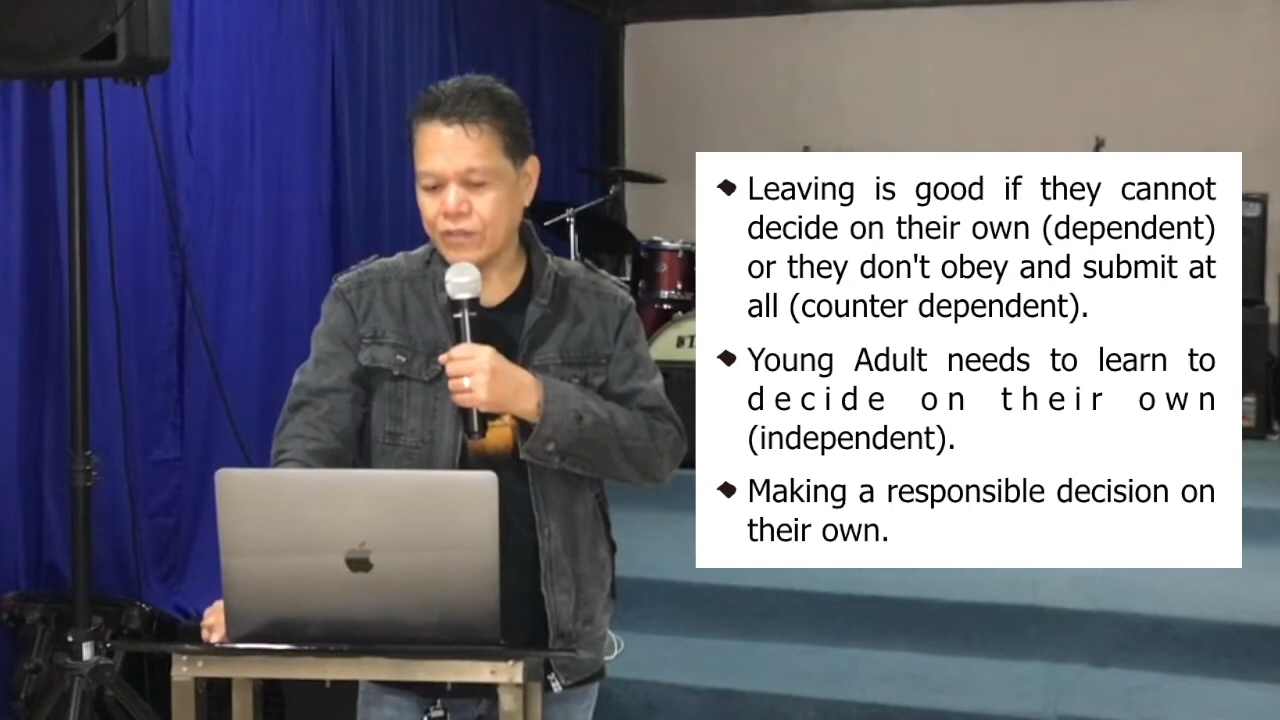 Leaving is good if they cannot
decide on their own (dependent)
or they don't obey and submit at
all (counter dependent).
Young Adult needs to learn to
decide on their own
(independent).
Making a responsible decision on
their own.